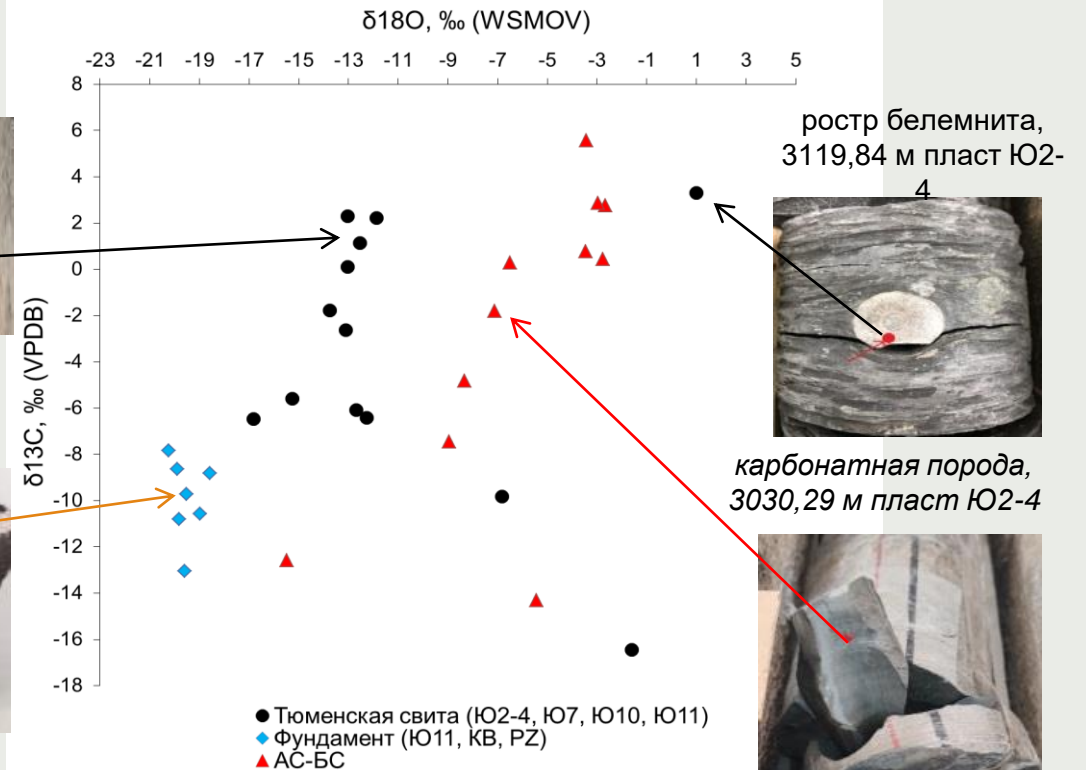 δ18O, ‰ (WSMOV)
-23 -21 -19 -17 -15 -13 -11 -9 -7 -5 -3 -1 1 3 5
8
6
4
2
0
-2
-4
-6
-8
-10
-12
-14
-16
-18
δ13C, ‰ (VPDB)
ростр белемнита,
3119,84 м пласт Ю2-
4
карбонатная порода,
3030,29 м пласт Ю2-4
Тюменская свита (Ю2-4, Ю7, Ю10, Ю11)
Фундамент (Ю11, КВ, PZ)
АС-БС